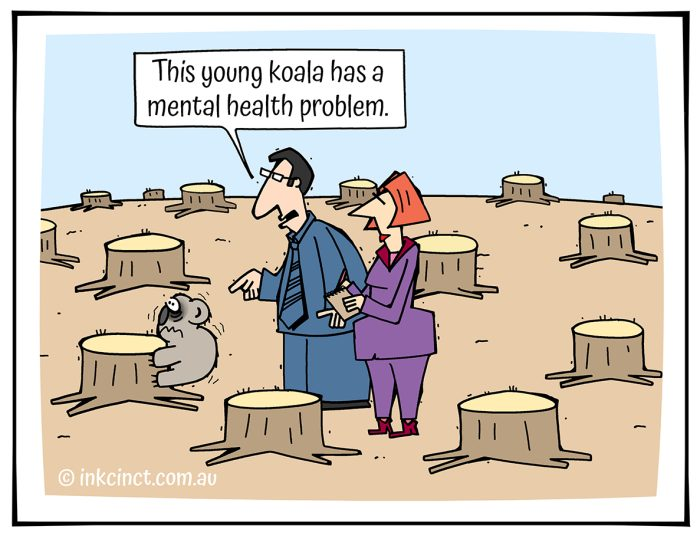 This young koala has a
mental health problem.
© inkcinct.com.au